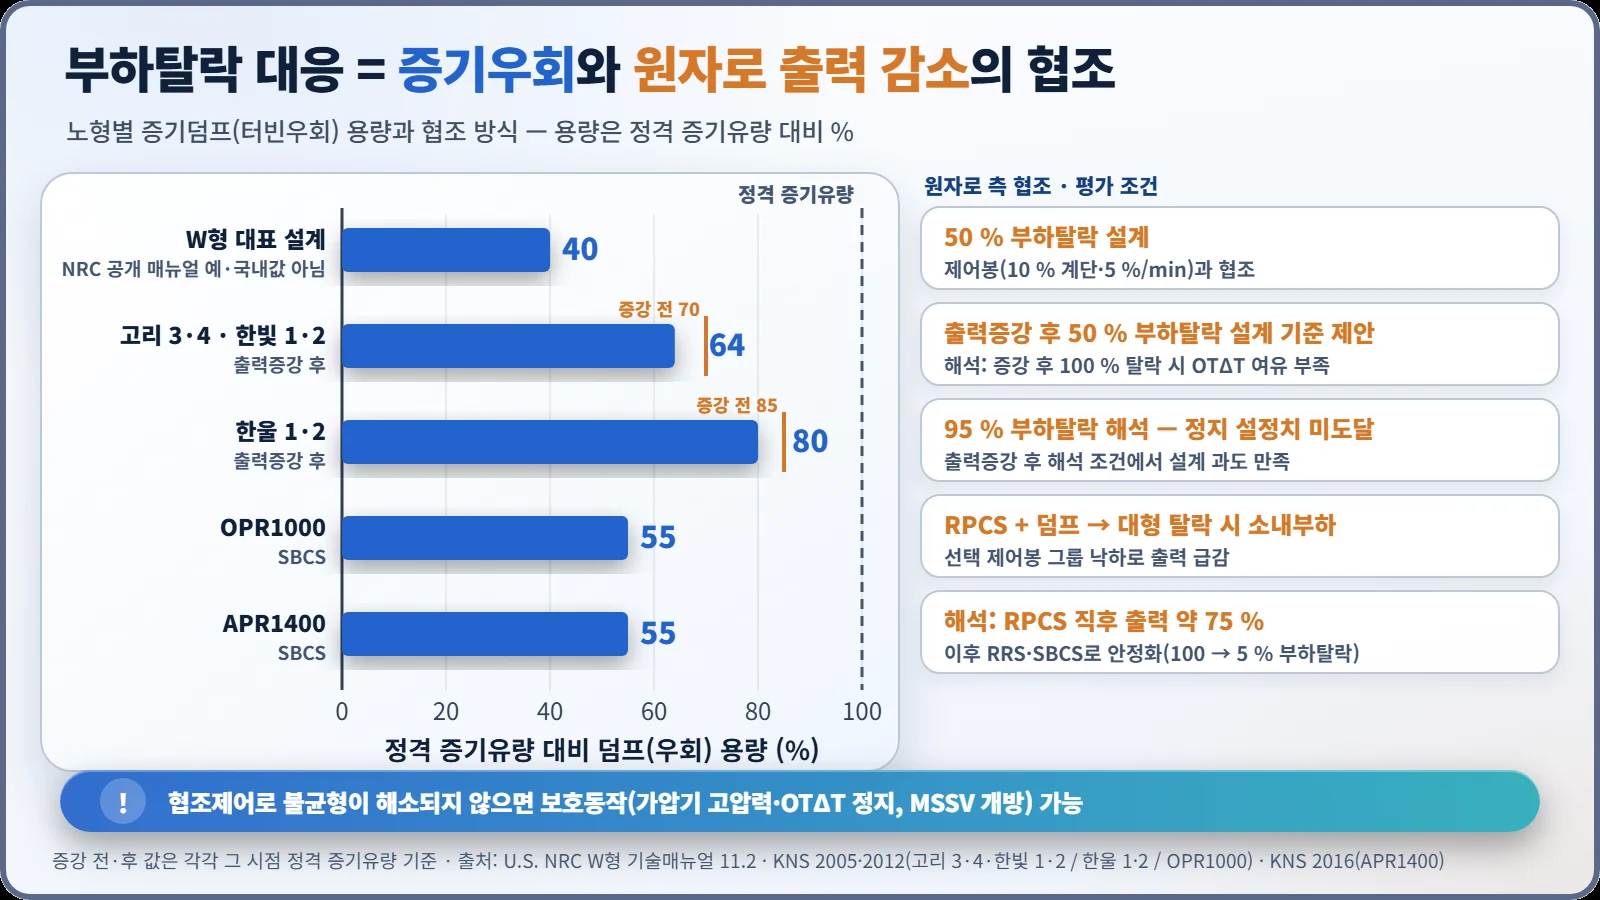 부하탈락 대응 = 증기우회와 원자로 출력 감소의 협조
노형별 증기덤프(터빈우회) 용량과 협조 방식 — 용량은 정격 증기유량 대비 %
정격 증기유량
W형 대표 설계
NRC 공개 매뉴얼 예·국내값 아님
40
고리 3·4 · 한빛 1·2
출력증강 후
증강 전 70
64
한울 1·2
출력증강 후
증강 전 85
80
OPR1000
SBCS
55
APR1400
SBCS
55
0 20 40 60 80 100
정격 증기유량 대비 덤프(우회) 용량 (%)
원자로 측 협조 · 평가 조건
50 % 부하탈락 설계
제어봉(10 % 계단·5 %/min)과 협조
출력증강 후 50 % 부하탈락 설계 기준 제안
해석: 증강 후 100 % 탈락 시 OTΔT 여유 부족
95 % 부하탈락 해석 — 정지 설정치 미도달
출력증강 후 해석 조건에서 설계 과도 만족
RPCS + 덤프 → 대형 탈락 시 소내부하
선택 제어봉 그룹 낙하로 출력 급감
해석: RPCS 직후 출력 약 75 %
이후 RRS·SBCS로 안정화(100 → 5 % 부하탈락)
! 협조제어로 불균형이 해소되지 않으면 보호동작(가압기 고압력·OTΔT 정지, MSSV 개방) 가능
증강 전·후 값은 각각 그 시점 정격 증기유량 기준 · 출처: U.S. NRC W형 기술매뉴얼 11.2 · KNS 2005·2012(고리 3·4·한빛 1·2 / 한울 1·2 / OPR1000) · KNS 2016(APR1400)